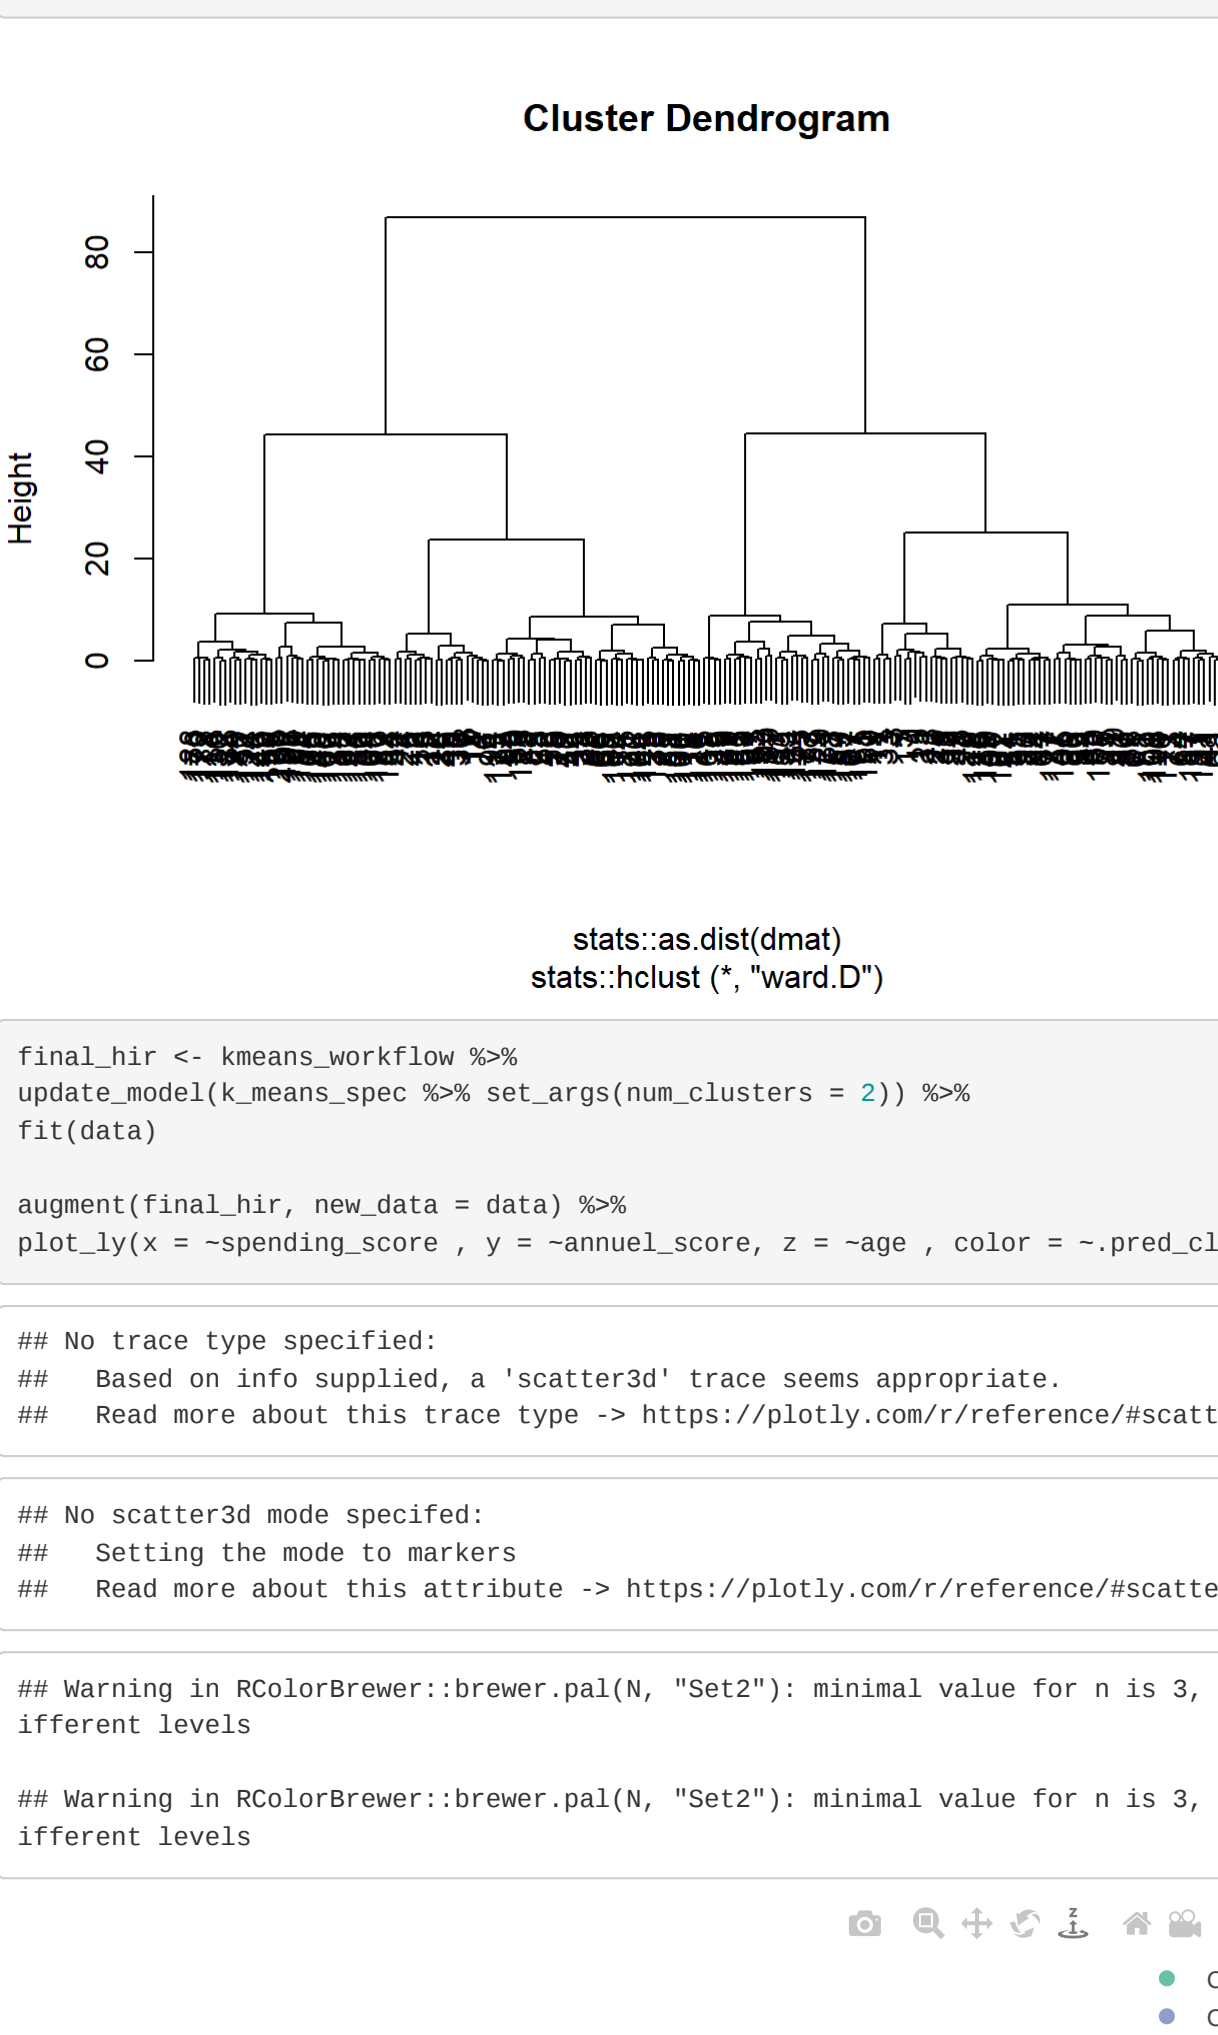 Cluster Dendrogram
Height
80
60
40
20
0
stats::as.dist(dmat)
stats::hclust (*, "ward.D")
final_hir <- kmeans_workflow %>%
update_model(k_means_spec %>% set_args(num_clusters = 2)) %>%
fit(data)
augment(final_hir, new_data = data) %>%
plot_ly(x = ~spending_score , y = ~annuel_score, z = ~age , color = ~.pred_cl
## No trace type specified:
##   Based on info supplied, a 'scatter3d' trace seems appropriate.
##   Read more about this trace type -> https://plotly.com/r/reference/#scatt
## No scatter3d mode specifed:
##   Setting the mode to markers
##   Read more about this attribute -> https://plotly.com/r/reference/#scatte
## Warning in RColorBrewer::brewer.pal(N, "Set2"): minimal value for n is 3,
ifferent levels
## Warning in RColorBrewer::brewer.pal(N, "Set2"): minimal value for n is 3,
ifferent levels
z